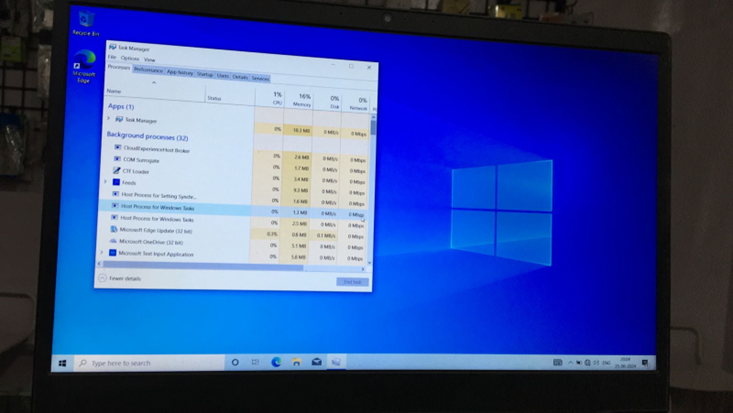 Recycle Bin
Microsoft
Edge
Task Manager
File Options View
Processes Performance App history Startup Users Details Services
1% 16% 0% 0%
Name Status CPU Memory Disk Network
Apps (1)
Task Manager 0% 18.3 MB 0 MB/s 0 Mbps
Background processes (32)
CloudExperienceHost Broker 0% 2.6 MB 0 MB/s 0 Mbps
COM Surrogate 0% 1.7 MB 0 MB/s 0 Mbps
CTF Loader 0% 3.4 MB 0 MB/s 0 Mbps
Feeds 0% 9.3 MB 0 MB/s 0 Mbps
Host Process for Setting Synchr... 0% 1.6 MB 0 MB/s 0 Mbps
Host Process for Windows Tasks 0% 1.3 MB 0 MB/s 0 Mbps
Host Process for Windows Tasks 0% 2.5 MB 0 MB/s 0 Mbps
Microsoft Edge Update (32 bit) 0.3% 0.8 MB 0.1 MB/s 0 Mbps
Microsoft OneDrive (32 bit) 0% 5.7 MB 0 MB/s 0 Mbps
Microsoft Text Input Application 0% 5.8 MB 0 MB/s 0 Mbps
Fewer details End task
Type here to search
ENG